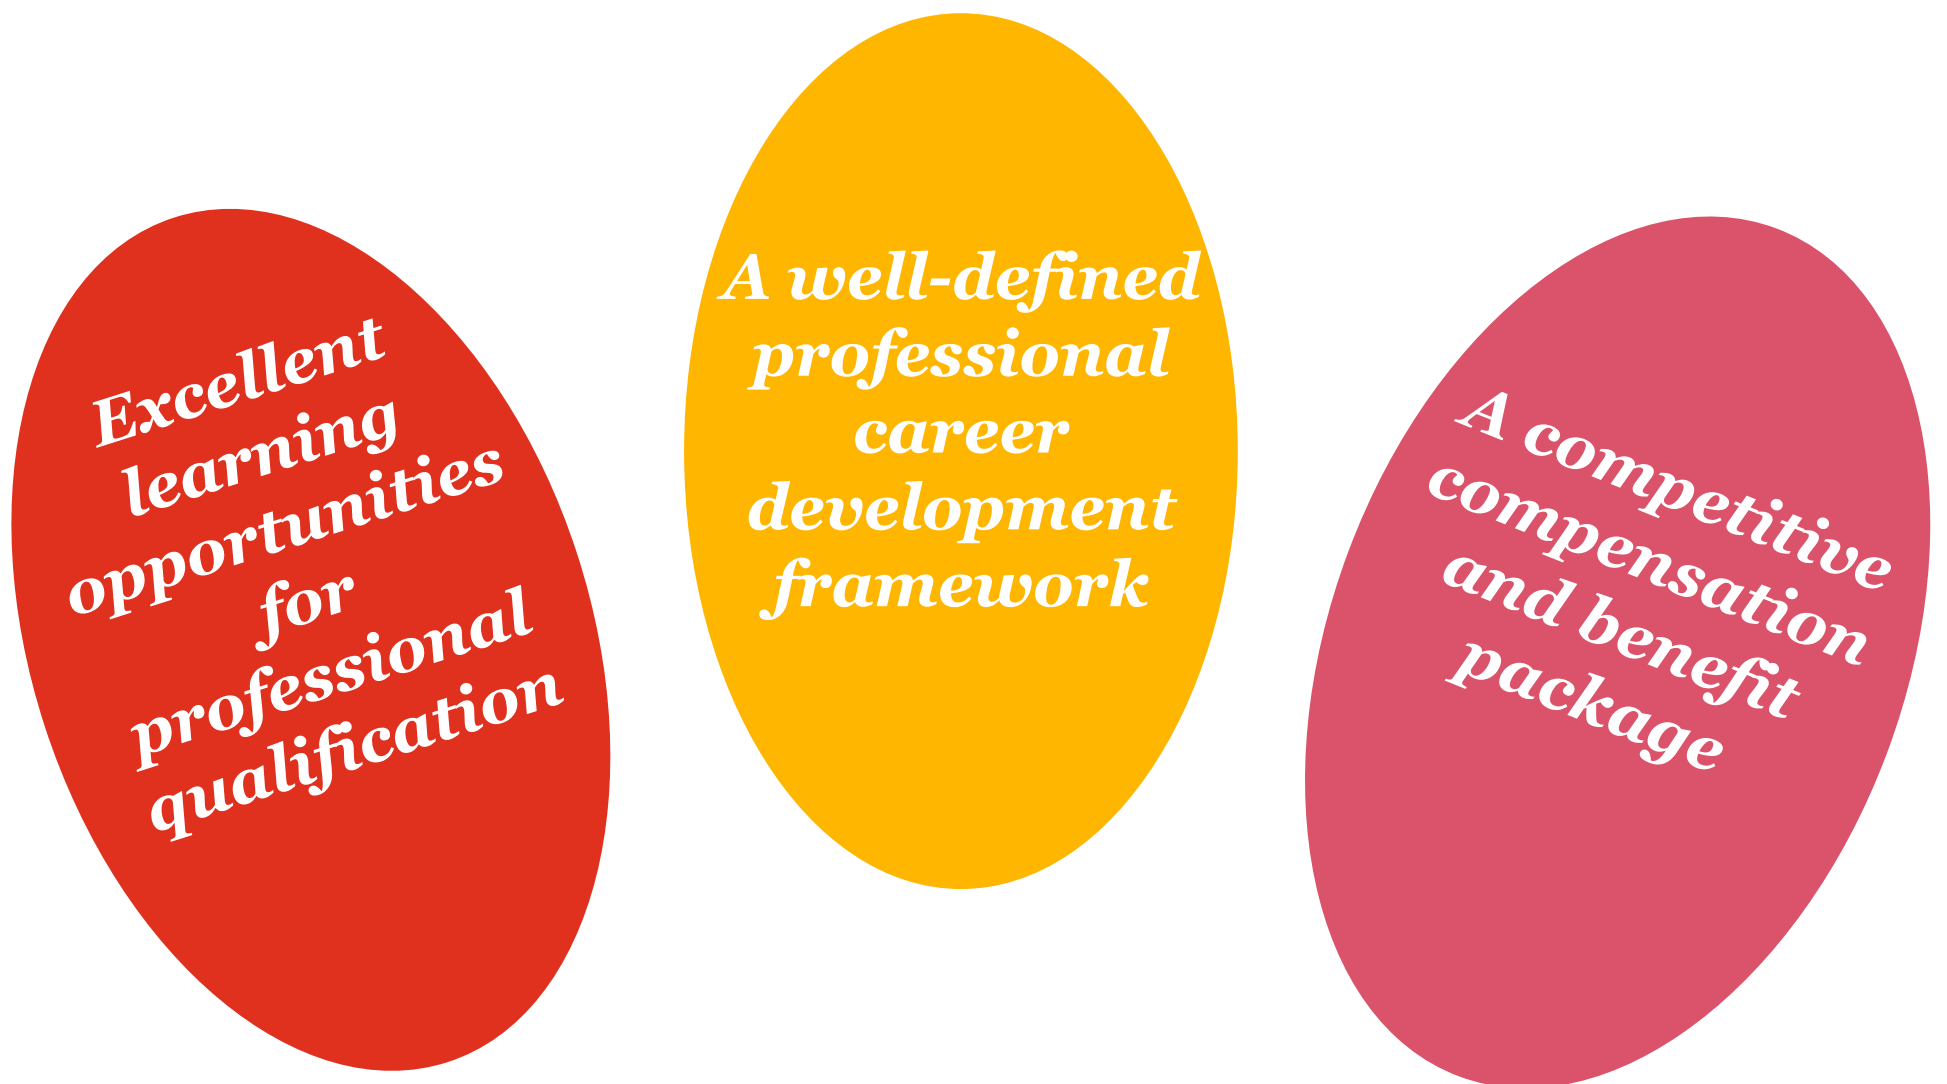 Excellent
learning
opportunities
for
professional
qualification
A well-defined
professional
career
development
framework
A competitive
compensation
and benefit
package